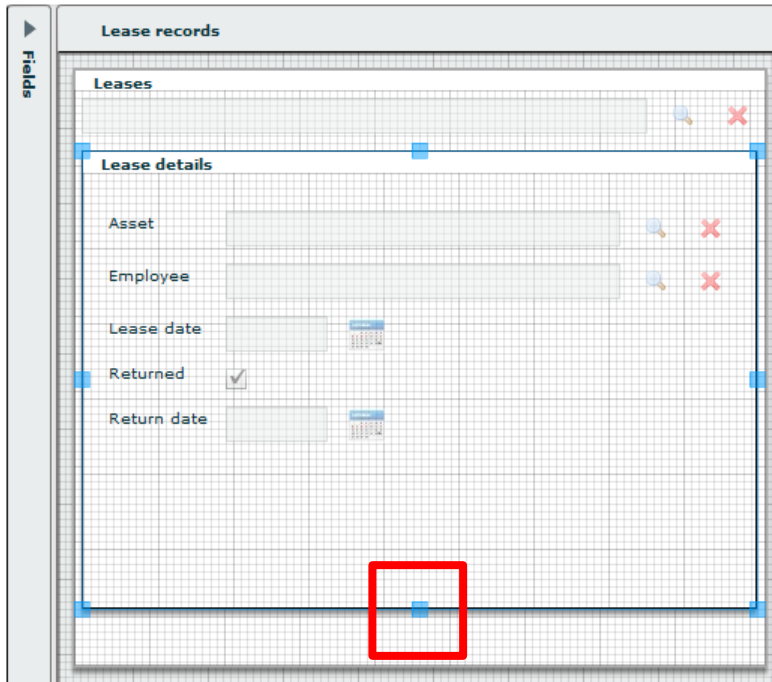 Fields
Lease records
Leases
Lease details
Asset
Employee
Lease date
Returned
Return date